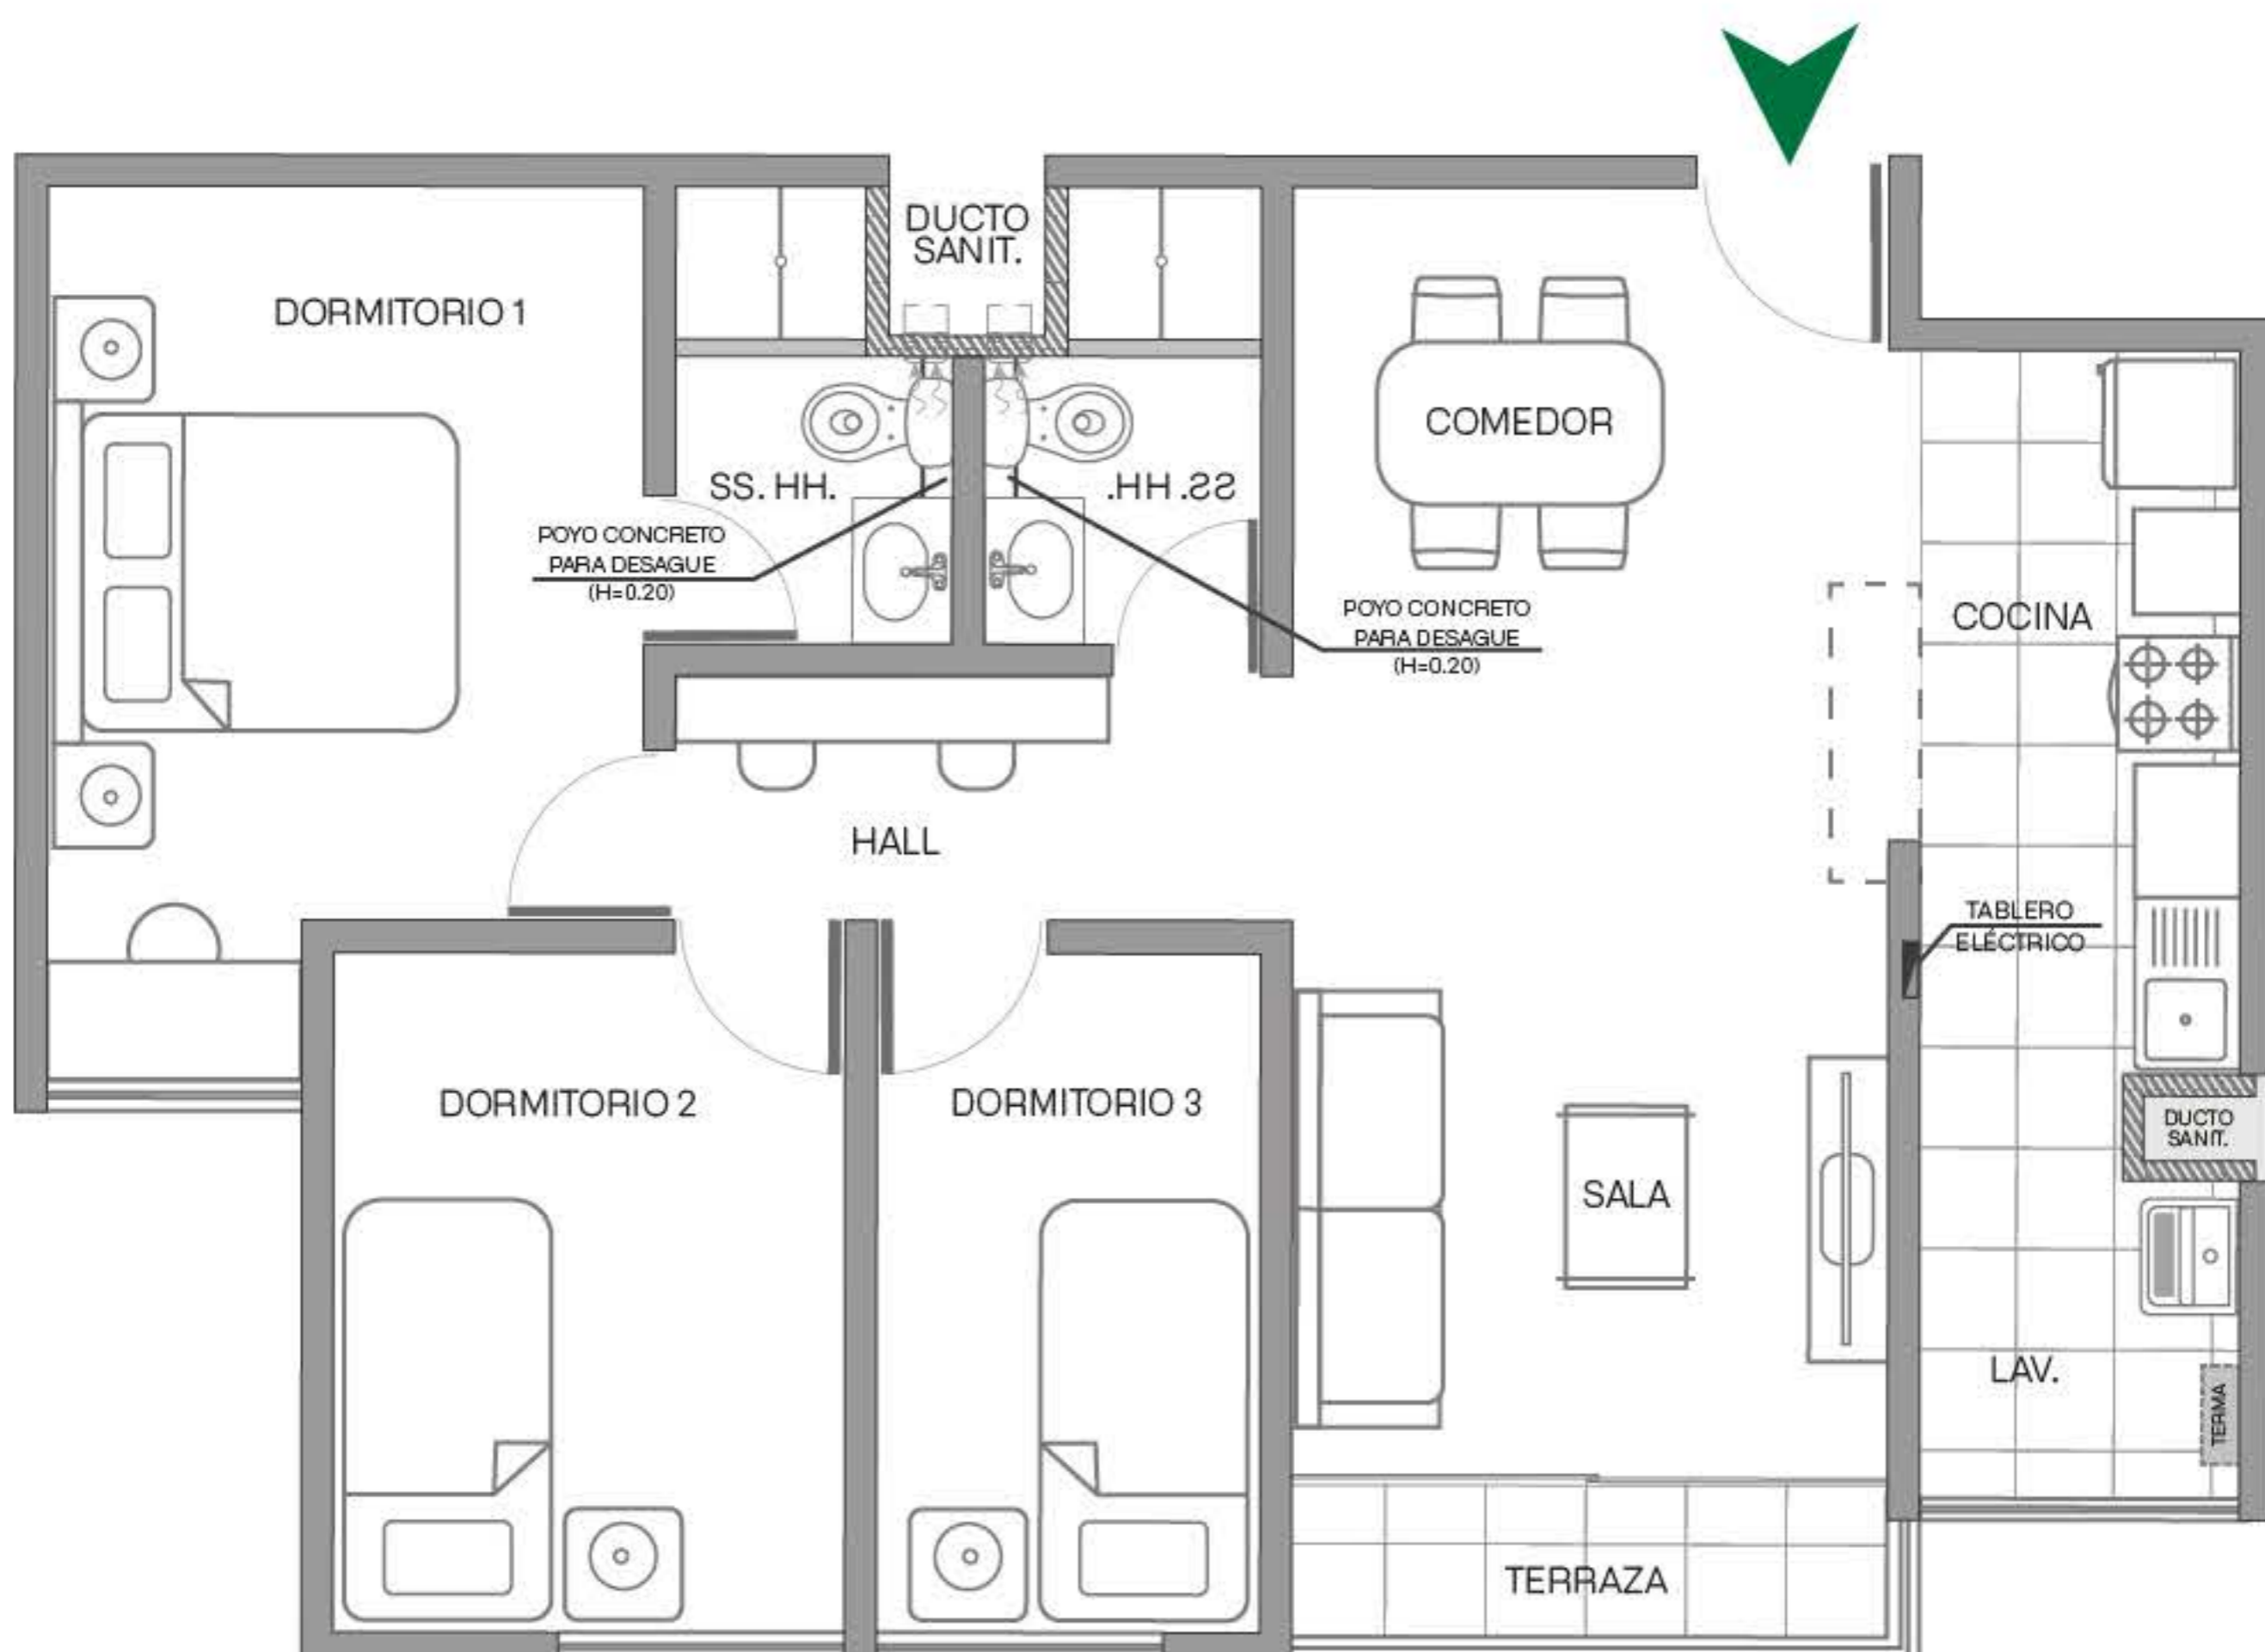 DUCTO
SANIT.
DORMITORIO 1
COMEDOR
SS. HH.
SS. HH.
POYO CONCRETO
PARA DESAGUE
(H=0.20)
POYO CONCRETO
PARA DESAGUE
(H=0.20)
COCINA
HALL
TABLERO
ELÉCTRICO
DORMITORIO 2
DORMITORIO 3
DUCTO
SANIT.
SALA
LAV.
TERMA
TERRAZA